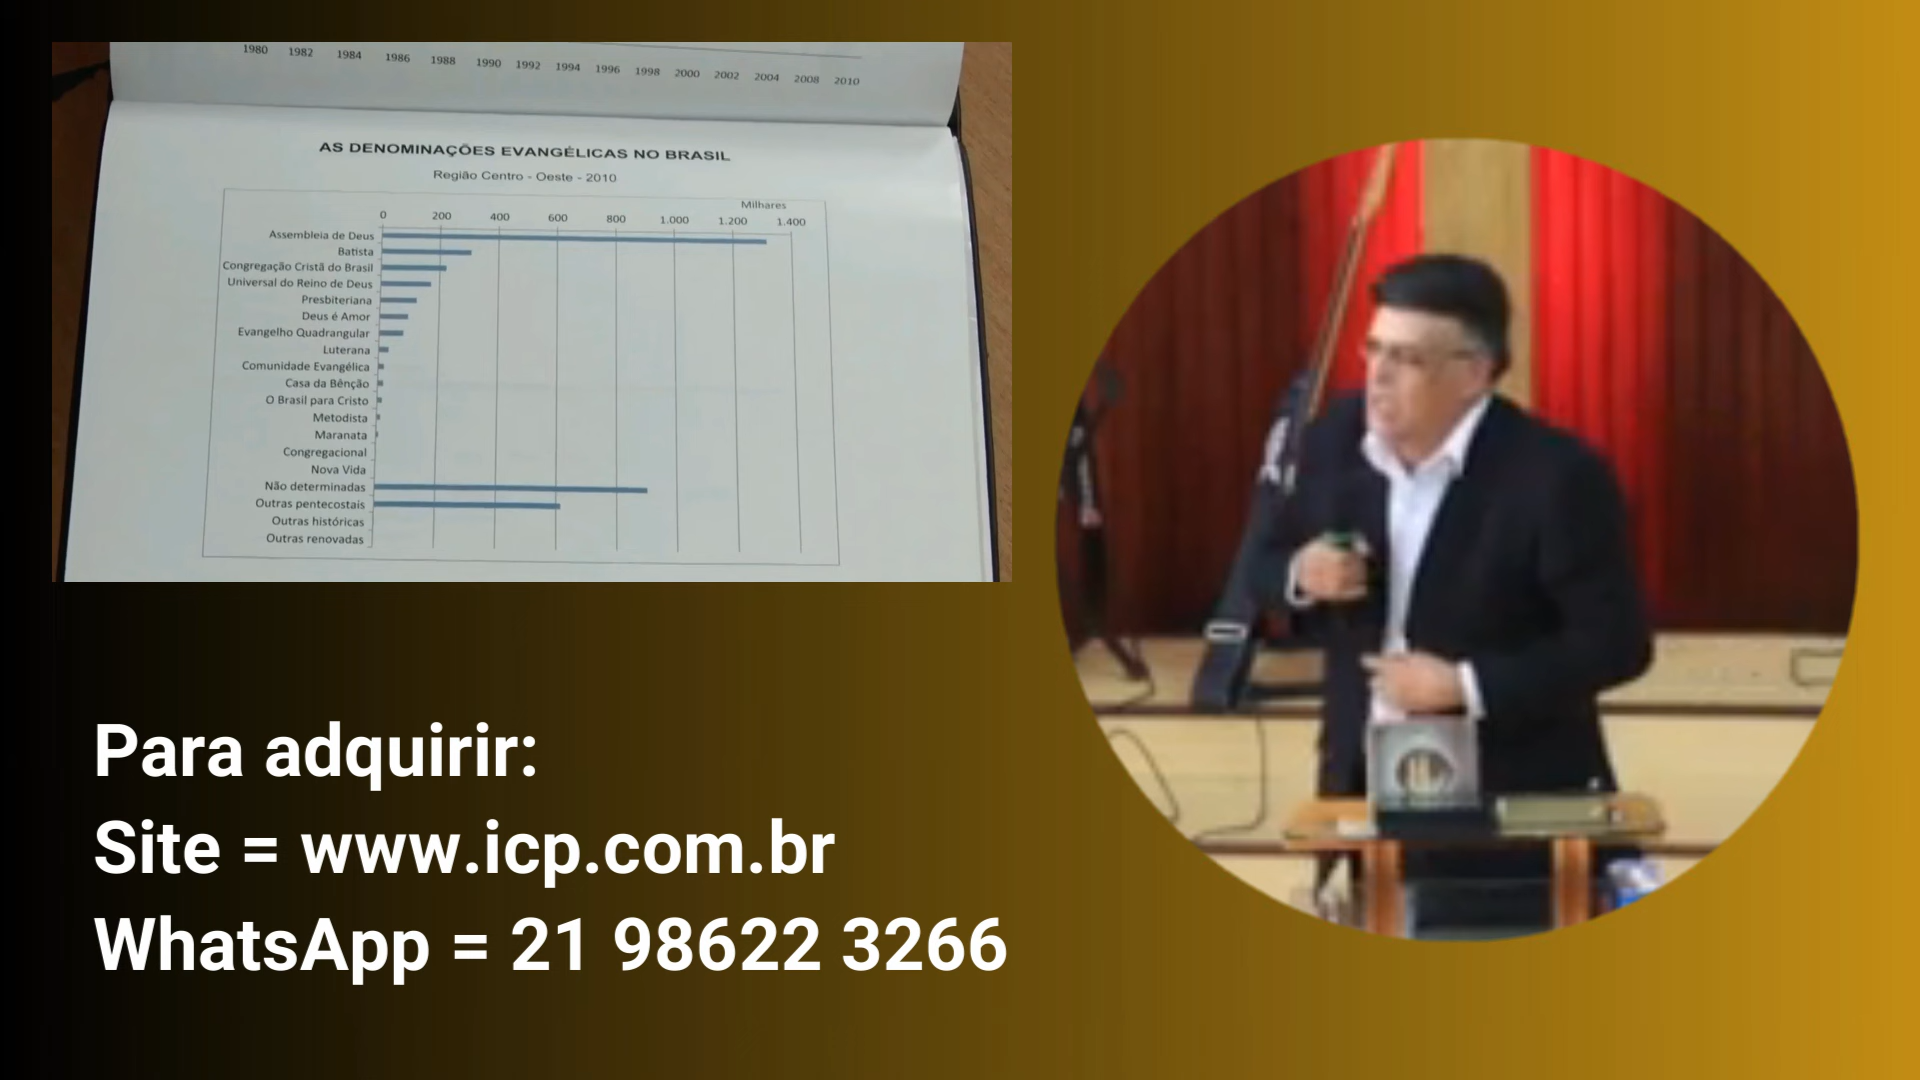 1980 1982 1984 1986 1988 1990 1992 1994 1996 1998 2000 2002 2004 2008 2010
AS DENOMINAÇÕES EVANGÉLICAS NO BRASIL
Região Centro - Oeste - 2010
Milhares
0 200 400 600 800 1.000 1.200 1.400
Assembleia de Deus
Batista
Congregação Cristã do Brasil
Universal do Reino de Deus
Presbiteriana
Deus é Amor
Evangelho Quadrangular
Luterana
Comunidade Evangélica
Casa da Bênção
O Brasil para Cristo
Metodista
Maranata
Congregacional
Nova Vida
Não determinadas
Outras pentecostais
Outras históricas
Outras renovadas
Para adquirir:
Site = www.icp.com.br
WhatsApp = 21 98622 3266